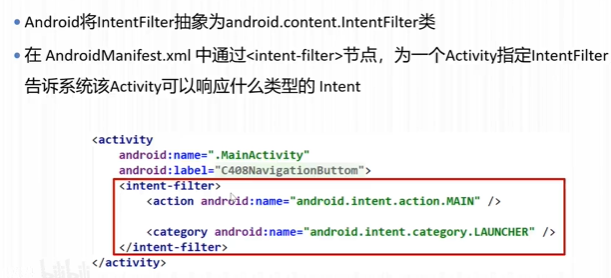 • Android将IntentFilter抽象为android.content.IntentFilter类
• 在 AndroidManifest.xml 中通过<intent-filter>节点，为一个Activity指定IntentFilter
告诉系统该Activity可以响应什么类型的 Intent
<activity
android:name=".MainActivity"
android:label="C408NavigationButtom">
<intent-filter>
<action android:name="android.intent.action.MAIN" />
<category android:name="android.intent.category.LAUNCHER" />
</intent-filter>
</activity>
bilibili